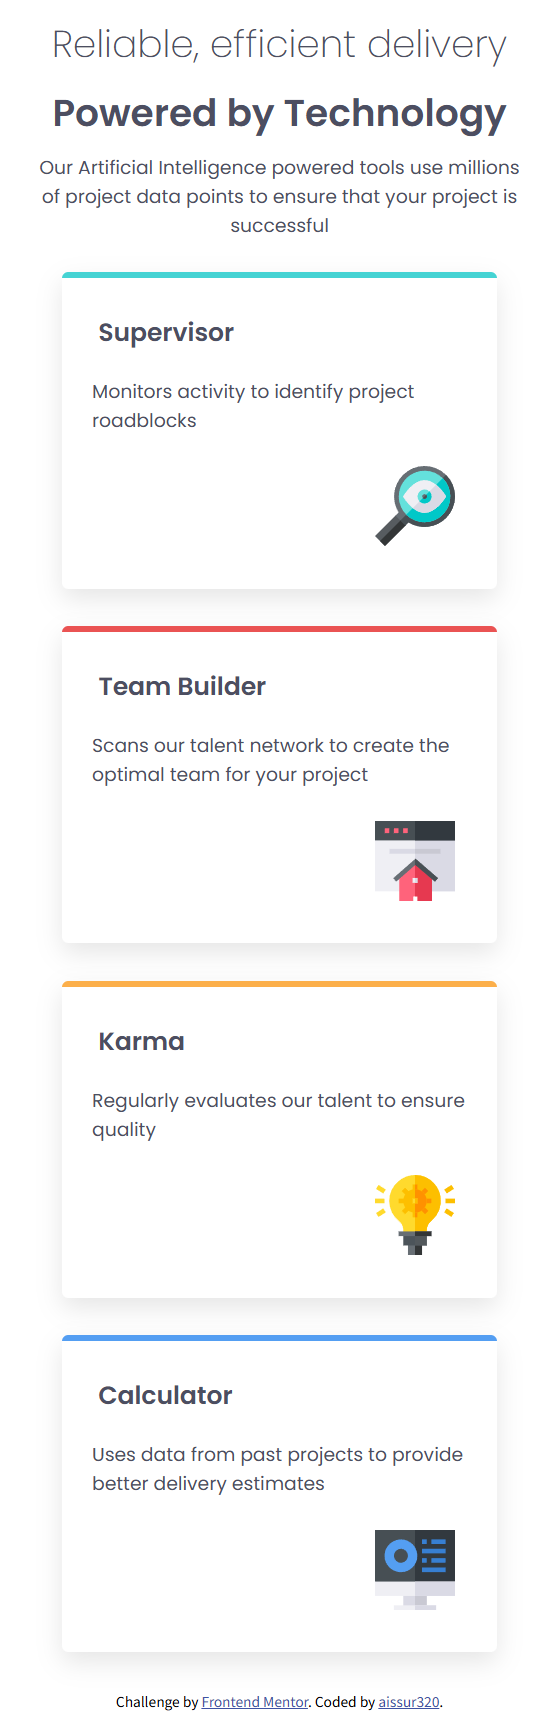 Reliable, efficient delivery
Powered by Technology
Our Artificial Intelligence powered tools use millions
of project data points to ensure that your project is
successful
Supervisor
Monitors activity to identify project
roadblocks
Team Builder
Scans our talent network to create the
optimal team for your project
Karma
Regularly evaluates our talent to ensure
quality
Calculator
Uses data from past projects to provide
better delivery estimates
Challenge by Frontend Mentor. Coded by aissur320.